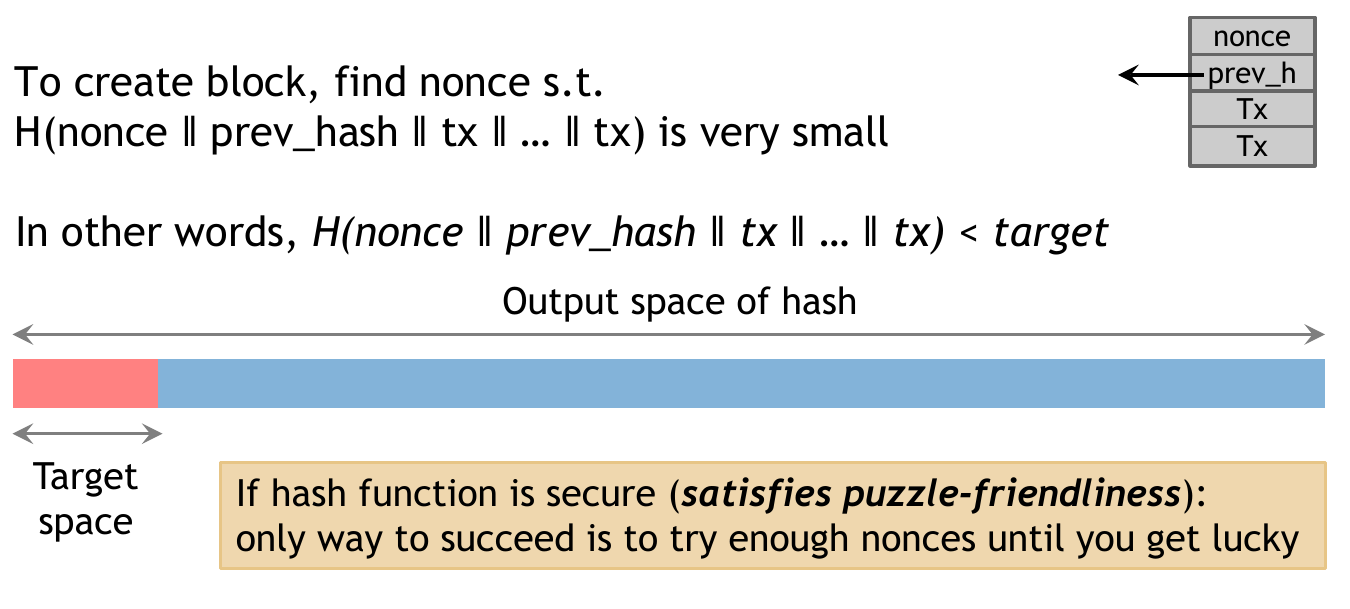 nonce
prev_h
Tx
Tx
To create block, find nonce s.t.
H(nonce ‖ prev_hash ‖ tx ‖ … ‖ tx) is very small
In other words, H(nonce ‖ prev_hash ‖ tx ‖ … ‖ tx) < target
Output space of hash
Target
space
If hash function is secure (satisfies puzzle-friendliness):
only way to succeed is to try enough nonces until you get lucky